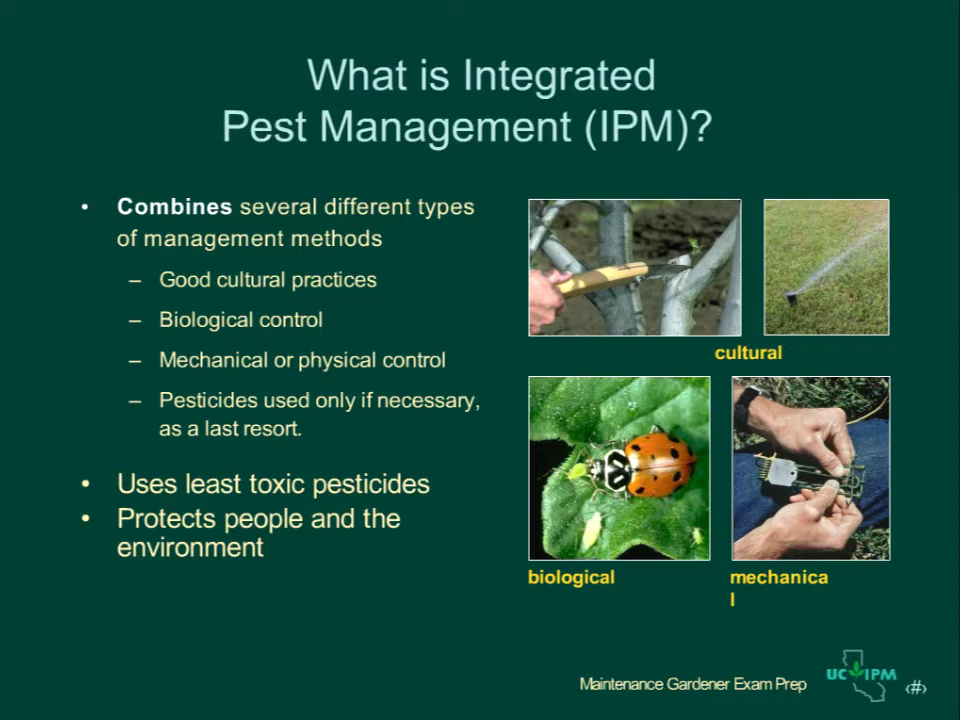 What is Integrated
Pest Management (IPM)?
• Combines several different types
of management methods
– Good cultural practices
– Biological control
– Mechanical or physical control
– Pesticides used only if necessary,
as a last resort.
• Uses least toxic pesticides
• Protects people and the
environment
cultural
biological
mechanica
l
Maintenance Gardener Exam Prep
UC IPM
‹#›